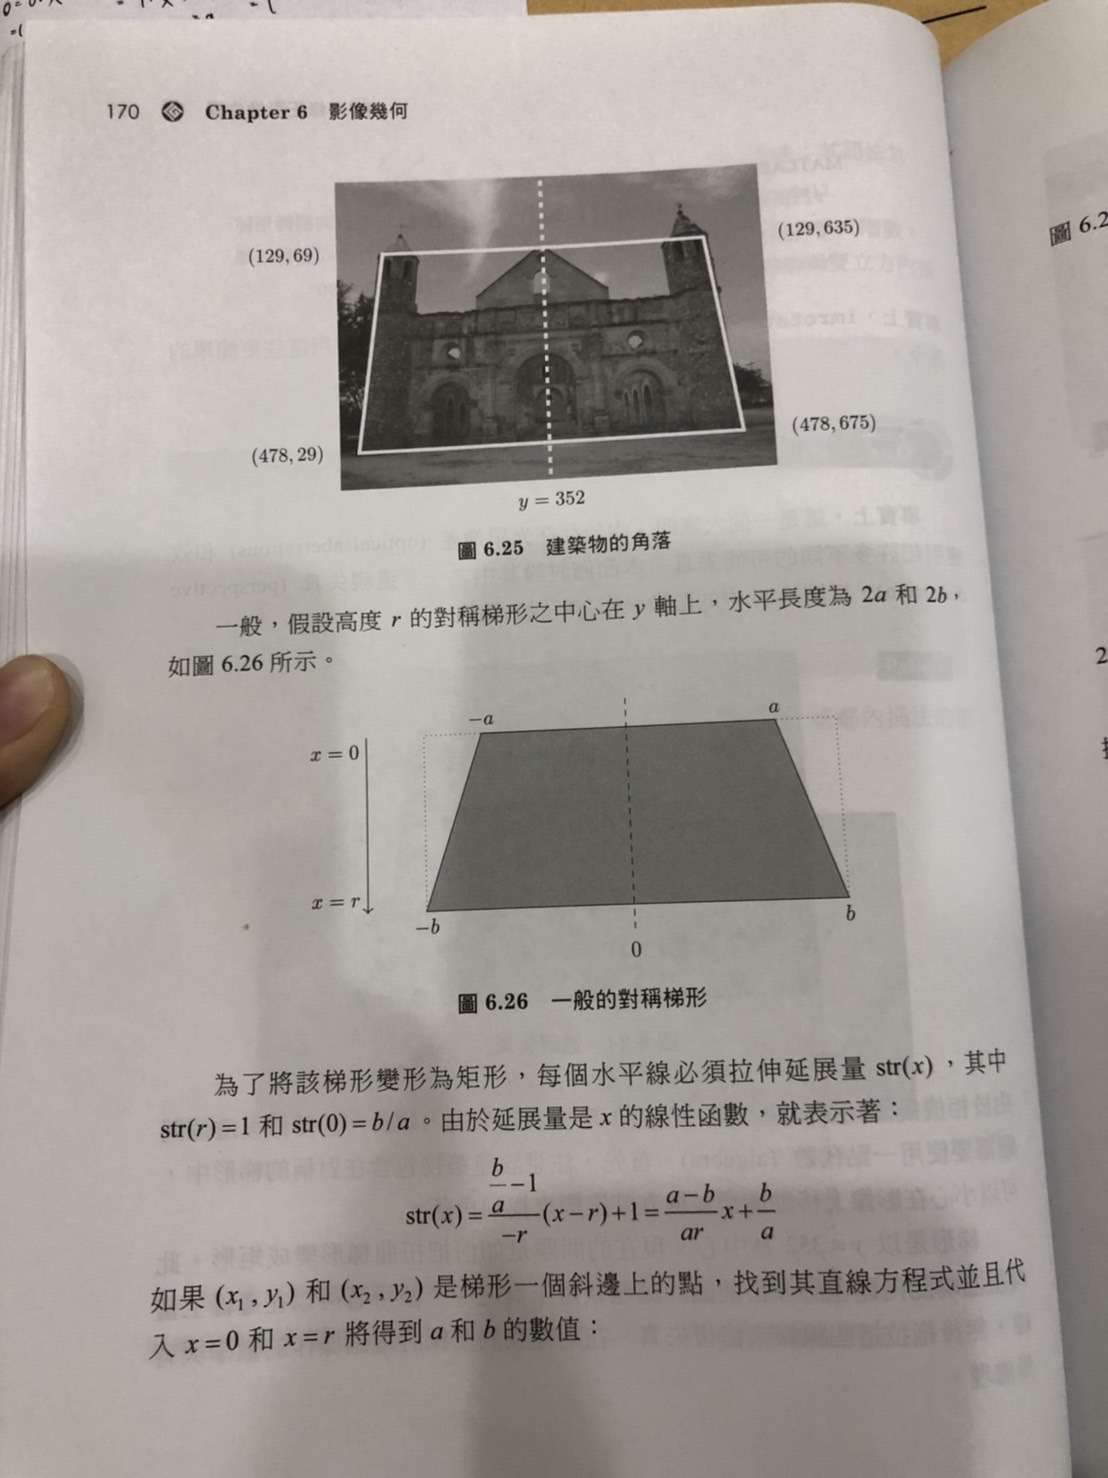 170 Chapter 6 影像幾何
(129, 69)
(129, 635)
(478, 29)
(478, 675)
y = 352
圖 6.25 建築物的角落
一般，假設高度 r 的對稱梯形之中心在 y 軸上，水平長度為 2a 和 2b，
如圖 6.26 所示。
−a
a
x = 0
x = r
−b
b
0
圖 6.26 一般的對稱梯形
為了將該梯形變形為矩形，每個水平線必須拉伸延展量 str(x)，其中
str(r) = 1 和 str(0) = b/a。由於延展量是 x 的線性函數，就表示著：
str(x) = \frac{\frac{b}{a}-1}{-r}(x-r)+1 = \frac{a-b}{ar}x+\frac{b}{a}
如果 (x₁, y₁) 和 (x₂, y₂) 是梯形一個斜邊上的點，找到其直線方程式並且代
入 x=0 和 x=r 將得到 a 和 b 的數值：
圖 6.2
2